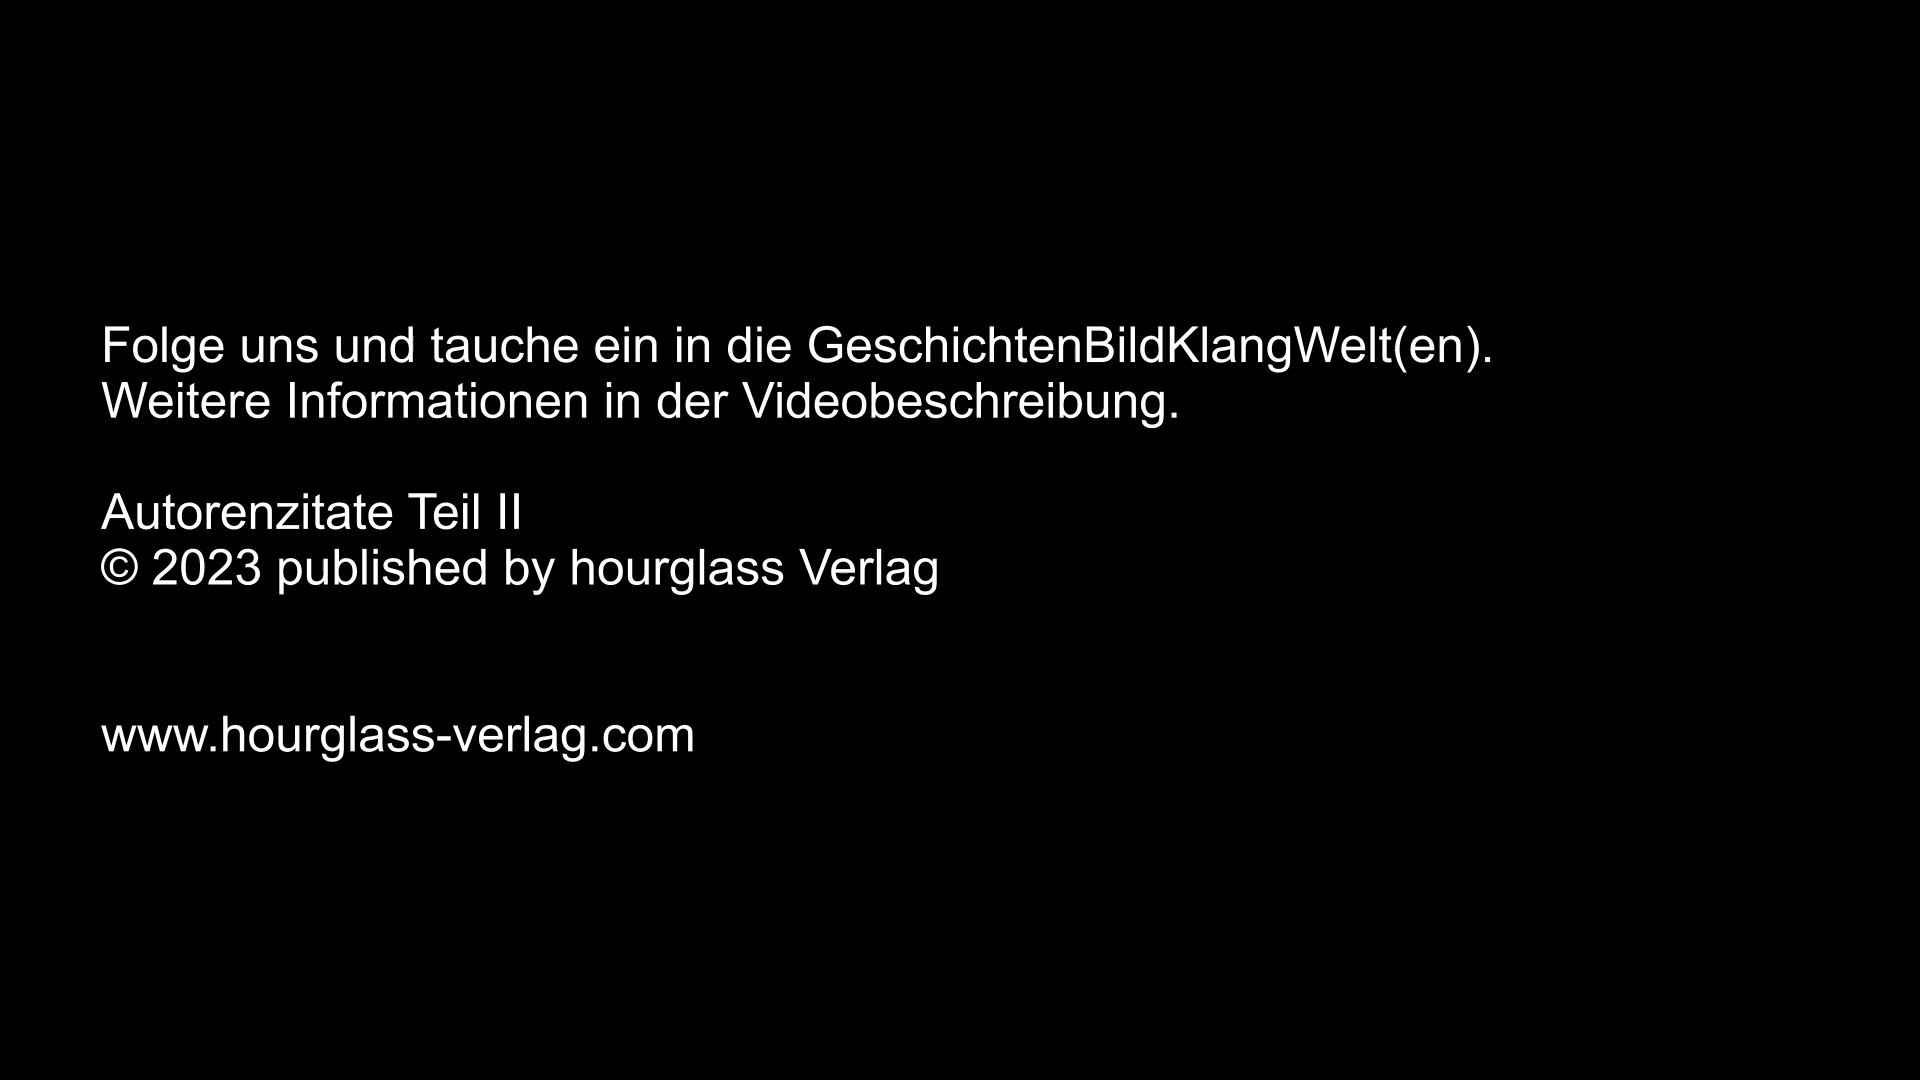 Folge uns und tauche ein in die GeschichtenBildKlangWelt(en).
Weitere Informationen in der Videobeschreibung.
Autorenzitate Teil II
© 2023 published by hourglass Verlag
www.hourglass-verlag.com